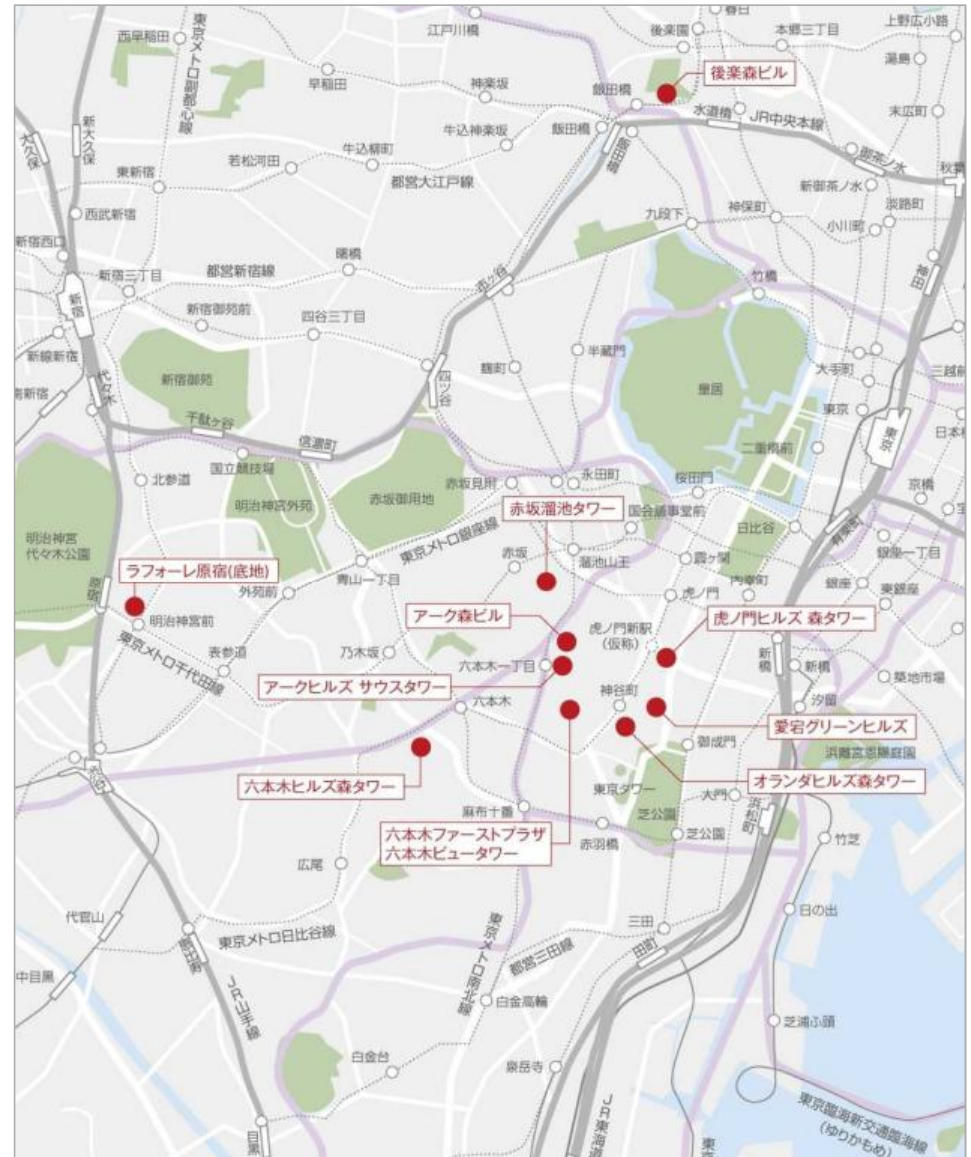 江戸川橋
後楽園
春日
本郷三丁目
上野広小路
西早稲田
東京メトロ副都心線
早稲田
神楽坂
飯田橋
後楽森ビル
湯島
新大久保
大久保
牛込神楽坂
飯田橋
水道橋
JR中央本線
末広町
若松河田
牛込柳町
飯田橋
御茶ノ水
東新宿
都営大江戸線
新御茶ノ水
秋葉
西武新宿
九段下
神保町
淡路町
小川町
新宿西口
曙橋
市ヶ谷
神田
新宿三丁目
都営新宿線
竹橋
新宿
新宿御苑前
四谷三丁目
新線新宿
半蔵門
麹町
大手町
三越前
南新宿
代々木
新宿御苑
四ツ谷
皇居
東京
東京
千駄ヶ谷
信濃町
二重橋前
日本
国立競技場
北参道
赤坂見附
永田町
桜田門
明治神宮外苑
赤坂御用地
京橋
赤坂溜池タワー
国会議事堂前
日比谷
有楽町
宝
明治神宮
代々木公園
東京メトロ銀座線
銀座一丁目
赤坂
溜池山王
霞ヶ関
ラフォーレ原宿(底地)
青山一丁目
内幸町
銀座
東銀座
原宿
外苑前
虎ノ門
アーク森ビル
虎ノ門ヒルズ 森タワー
明治神宮前
虎ノ門新駅
(仮称)
乃木坂
六本木一丁目
新橋
新橋
東京メトロ千代田線
表参道
アークヒルズ サウスタワー
築地市場
神谷町
六本木
汐留
愛宕グリーンヒルズ
御成門
浜離宮恩賜庭園
渋谷
六本木ヒルズ森タワー
東京タワー
オランダヒルズ森タワー
大門
浜松町
麻布十番
芝公園
六本木ファーストプラザ
六本木ビュータワー
赤羽橋
芝公園
竹芝
広尾
代官山
日の出
三田
東京メトロ日比谷線
東京メトロ南北線
恵比寿
都営三田線
田町
中目黒
JR山手線
白金高輪
芝浦ふ頭
白金台
泉岳寺
目黒
JR東海道
東京臨海新交通臨海線
(ゆりかもめ)
東京